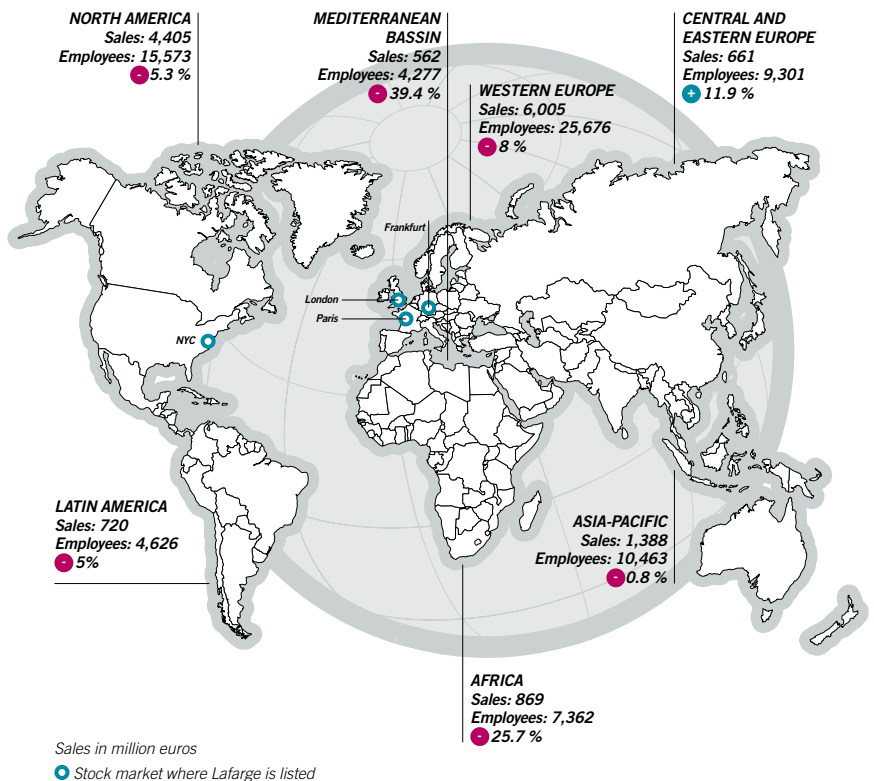 NORTH AMERICA
Sales: 4,405
Employees: 15,573
- 5.3 %
MEDITERRANEAN
BASSIN
Sales: 562
Employees: 4,277
- 39.4 %
CENTRAL AND
EASTERN EUROPE
Sales: 661
Employees: 9,301
+ 11.9 %
WESTERN EUROPE
Sales: 6,005
Employees: 25,676
- 8 %
Frankfurt
London
Paris
NYC
LATIN AMERICA
Sales: 720
Employees: 4,626
- 5%
ASIA-PACIFIC
Sales: 1,388
Employees: 10,463
- 0.8 %
AFRICA
Sales: 869
Employees: 7,362
- 25.7 %
Sales in million euros
Stock market where Lafarge is listed